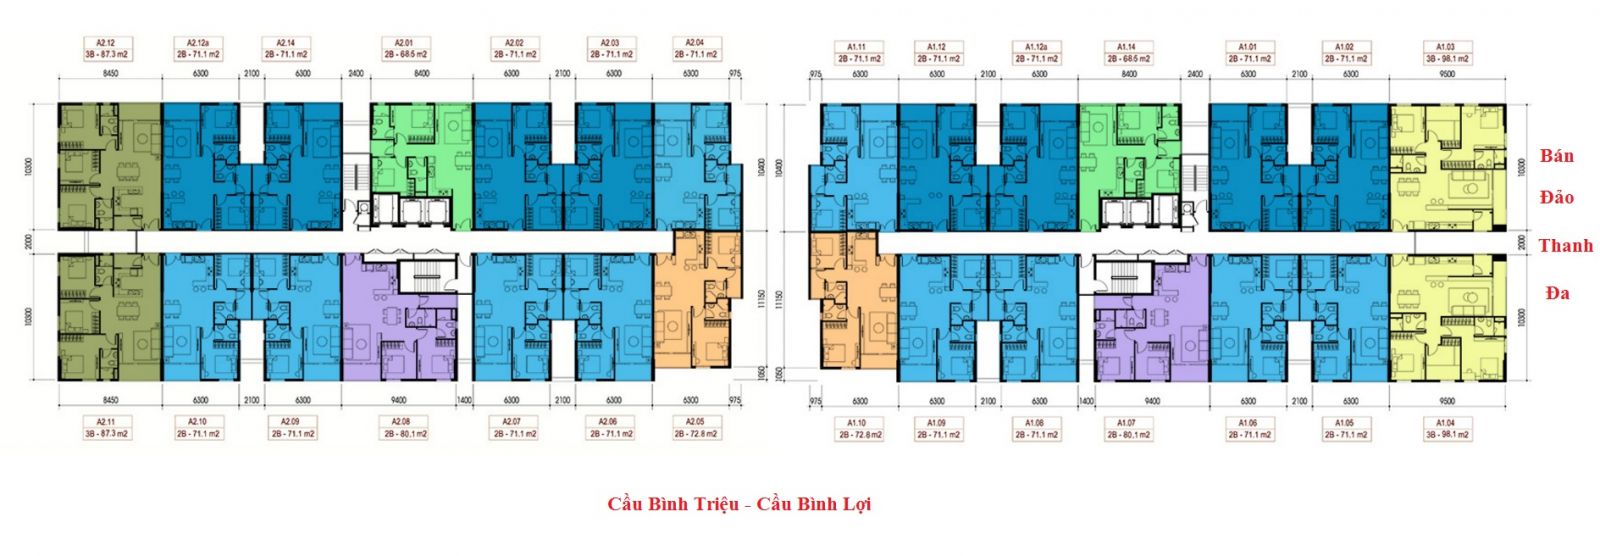 A2.12 A2.12a A2.14 A2.01 A2.02 A2.03 A2.04 A1.11 A1.12 A1.12a A1.14 A1.01 A1.02 A1.03
3B - 87.3 m2 2B - 71.1 m2 2B - 71.1 m2 2B - 68.5 m2 2B - 71.1 m2 2B - 71.1 m2 2B - 71.1 m2 2B - 71.1 m2 2B - 71.1 m2 2B - 71.1 m2 2B - 68.5 m2 2B - 71.1 m2 2B - 71.1 m2 3B - 98.1 m2
8450 6300 2100 6300 2400 8400 6300 2100 6300 6300 975 975 6300 6300 2100 6300 8400 2400 6300 2100 6300 9500
10300 10400 10400 10300
Bán
Đảo
Thanh
Đa
2000 2000
10300 11150 11150 10300
1050 1050
8450 6300 2100 6300 9400 1400 6300 2100 6300 6300 975 975 6300 6300 2100 6300 1400 9400 6300 2100 6300 9500
A2.11 A2.10 A2.09 A2.08 A2.07 A2.06 A2.05 A1.10 A1.09 A1.08 A1.07 A1.06 A1.05 A1.04
3B - 87.3 m2 2B - 71.1 m2 2B - 71.1 m2 2B - 80.1 m2 2B - 71.1 m2 2B - 71.1 m2 2B - 72.8 m2 2B - 72.8 m2 2B - 71.1 m2 2B - 71.1 m2 2B - 80.1 m2 2B - 71.1 m2 2B - 71.1 m2 3B - 98.1 m2
Cầu Bình Triệu - Cầu Bình Lợi